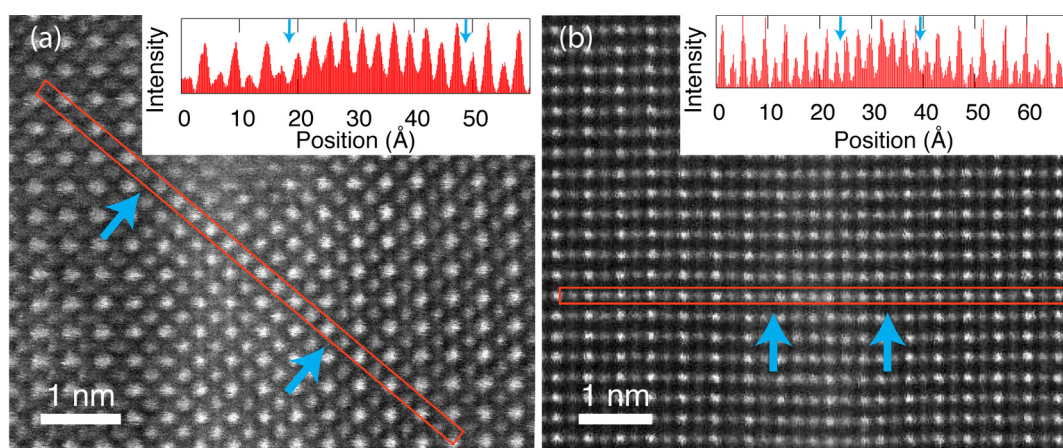 (a)
Intensity
0 10 20 30 40 50
Position (Å)
1 nm
(b)
Intensity
0 10 20 30 40 50 60
Position (Å)
1 nm